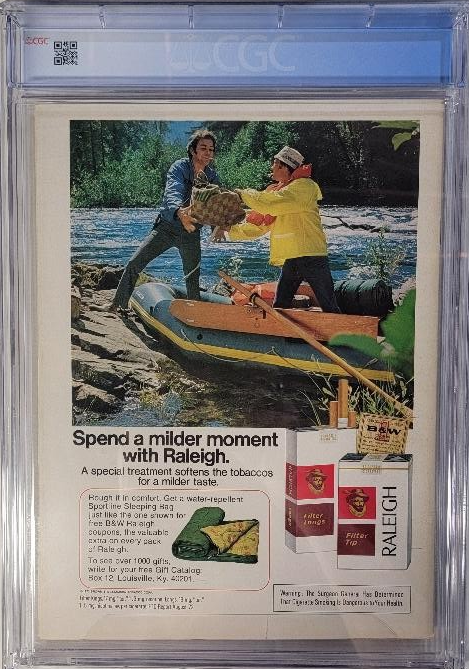 CGC
CGC
Spend a milder moment
with Raleigh.
A special treatment softens the tobaccos
for a milder taste.
Rough it in comfort. Get a water-repellent
Sportline Sleeping Bag
just like the one shown for
free B&W Raleigh
coupons, the valuable
extra on every pack
of Raleigh.
To see over 1000 gifts,
write for your free Gift Catalog:
Box 12, Louisville, Ky. 40201
B&W
Filter
Longs
Filter
Tip
RALEIGH
Warning: The Surgeon General Has Determined
That Cigarette Smoking Is Dangerous to Your Health.